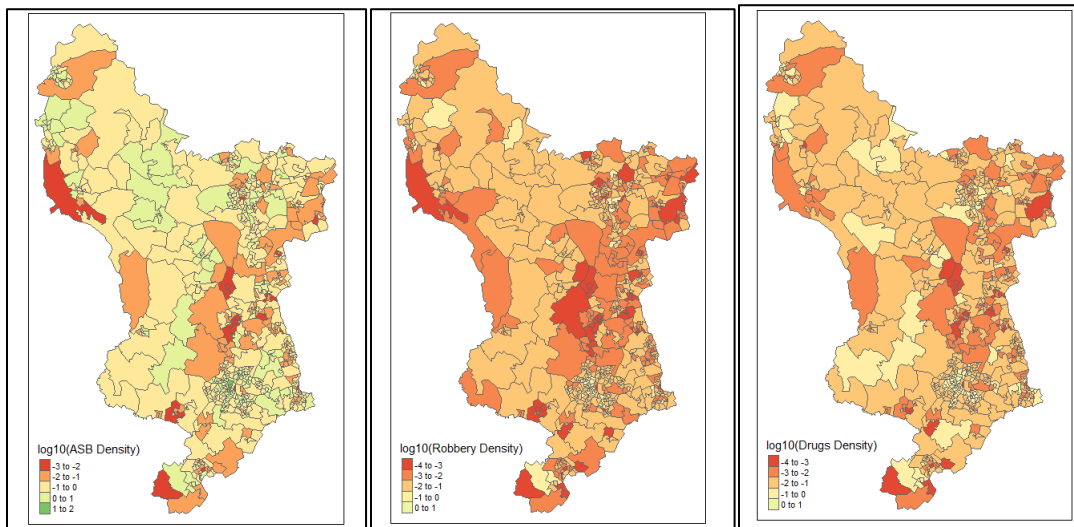 log10(ASB Density)
-3 to -2
-2 to -1
-1 to 0
0 to 1
1 to 2
log10(Robbery Density)
-4 to -3
-3 to -2
-2 to -1
-1 to 0
0 to 1
log10(Drugs Density)
-4 to -3
-3 to -2
-2 to -1
-1 to 0
0 to 1